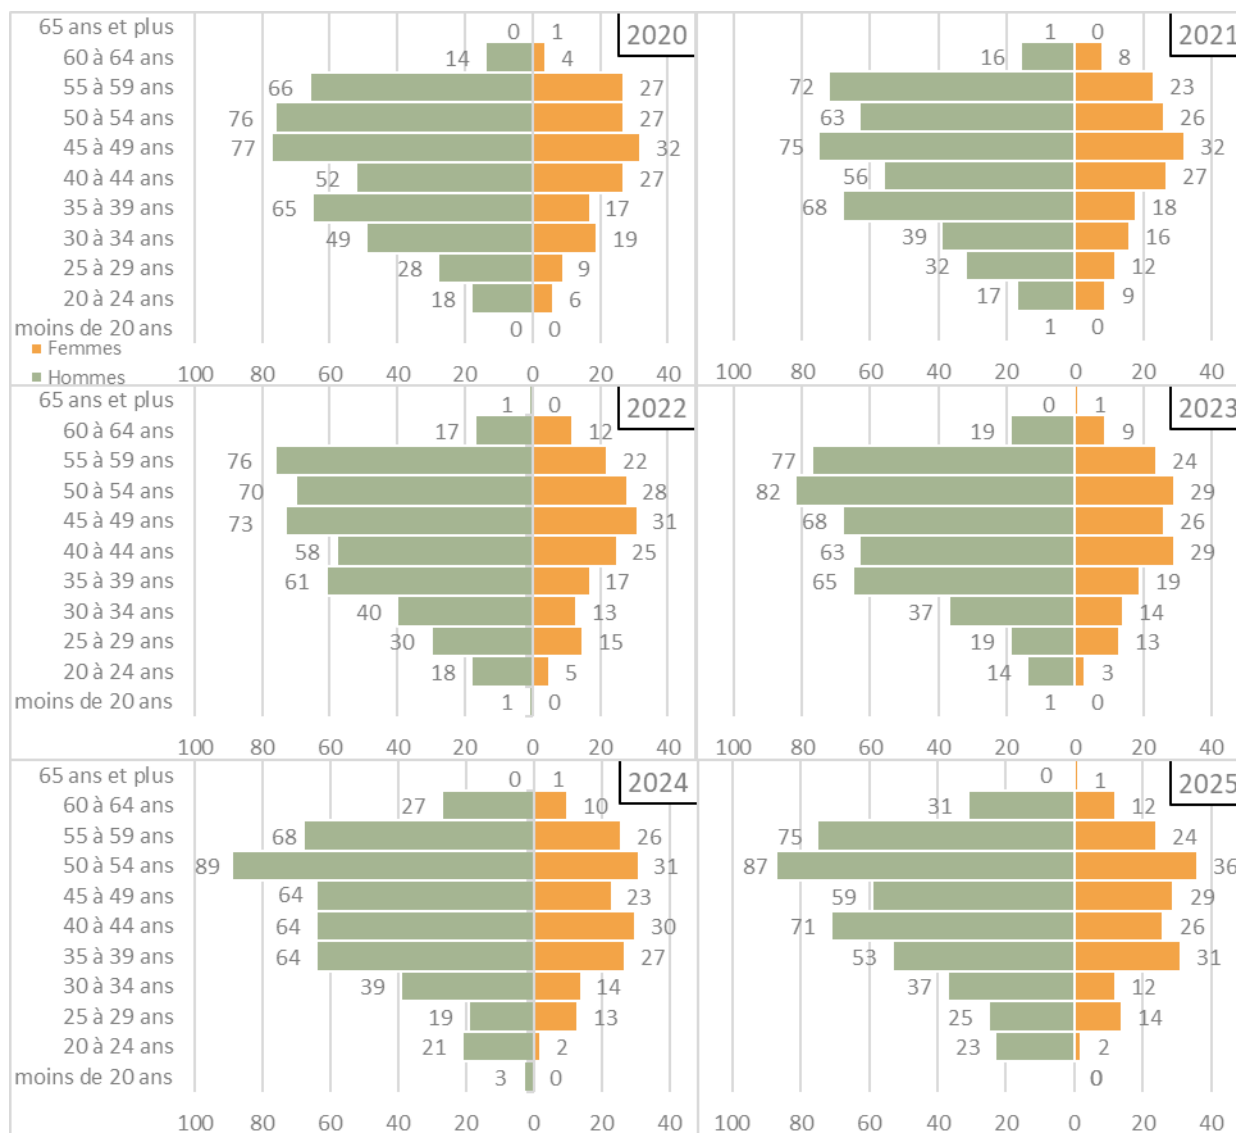 65 ans et plus 0 1 2020 1 0 2021
60 à 64 ans 14 4 16 8
55 à 59 ans 66 27 72 23
50 à 54 ans 76 27 63 26
45 à 49 ans 77 32 75 32
40 à 44 ans 52 27 56 27
35 à 39 ans 65 17 68 18
30 à 34 ans 49 19 39 16
25 à 29 ans 28 9 32 12
20 à 24 ans 18 6 17 9
moins de 20 ans 0 0 1 0
Femmes
Hommes
100 80 60 40 20 0 20 40 100 80 60 40 20 0 20 40
65 ans et plus 1 0 2022 0 1 2023
60 à 64 ans 17 12 19 9
55 à 59 ans 76 22 77 24
50 à 54 ans 70 28 82 29
45 à 49 ans 73 31 68 26
40 à 44 ans 58 25 63 29
35 à 39 ans 61 17 65 19
30 à 34 ans 40 13 37 14
25 à 29 ans 30 15 19 13
20 à 24 ans 18 5 14 3
moins de 20 ans 1 0 1 0
100 80 60 40 20 0 20 40 100 80 60 40 20 0 20 40
65 ans et plus 0 1 2024 0 1 2025
60 à 64 ans 27 10 31 12
55 à 59 ans 68 26 75 24
50 à 54 ans 89 31 87 36
45 à 49 ans 64 23 59 29
40 à 44 ans 64 30 71 26
35 à 39 ans 64 27 53 31
30 à 34 ans 39 14 37 12
25 à 29 ans 19 13 25 14
20 à 24 ans 21 2 23 2
moins de 20 ans 3 0 0
100 80 60 40 20 0 20 40 100 80 60 40 20 0 20 40